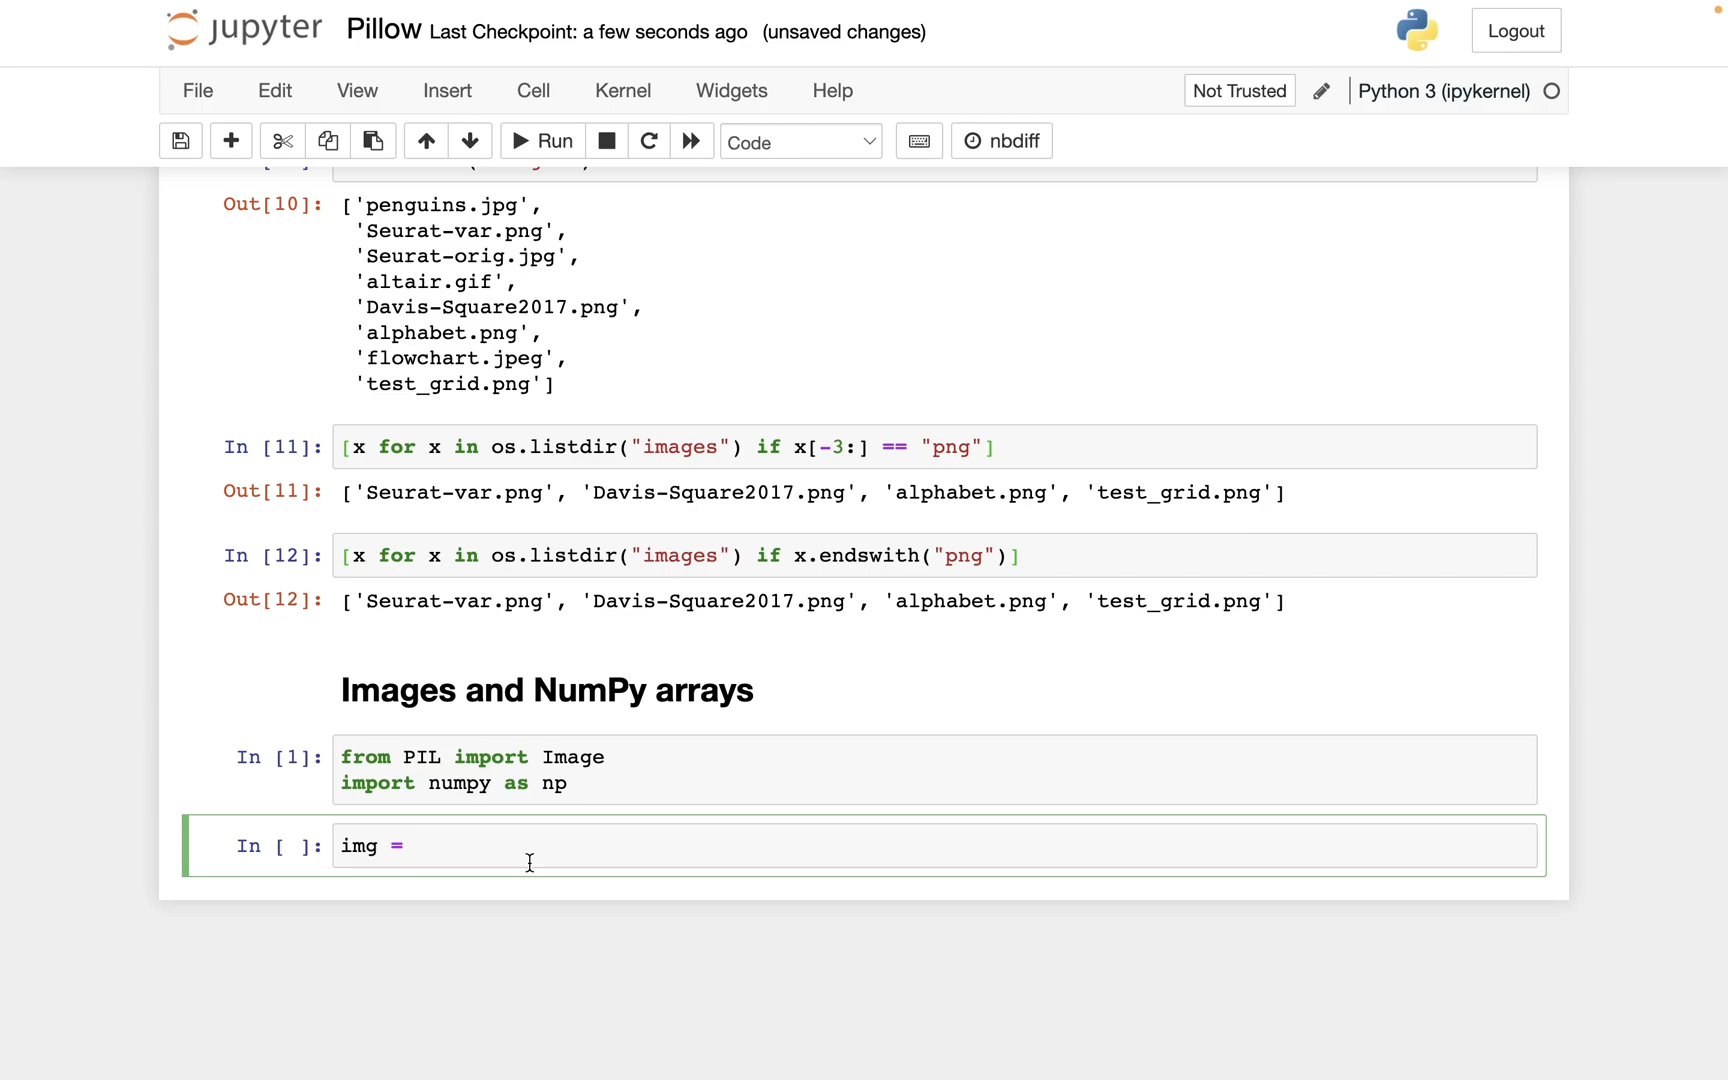 jupyter Pillow Last Checkpoint: a few seconds ago (unsaved changes) Logout
File Edit View Insert Cell Kernel Widgets Help Not Trusted Python 3 (ipykernel)
Run Code nbdiff
Out[10]: ['penguins.jpg',
'Seurat-var.png',
'Seurat-orig.jpg',
'altair.gif',
'Davis-Square2017.png',
'alphabet.png',
'flowchart.jpeg',
'test_grid.png']
In [11]: [x for x in os.listdir("images") if x[-3:] == "png"]
Out[11]: ['Seurat-var.png', 'Davis-Square2017.png', 'alphabet.png', 'test_grid.png']
In [12]: [x for x in os.listdir("images") if x.endswith("png")]
Out[12]: ['Seurat-var.png', 'Davis-Square2017.png', 'alphabet.png', 'test_grid.png']
Images and NumPy arrays
In [1]: from PIL import Image
import numpy as np
In [ ]: img =